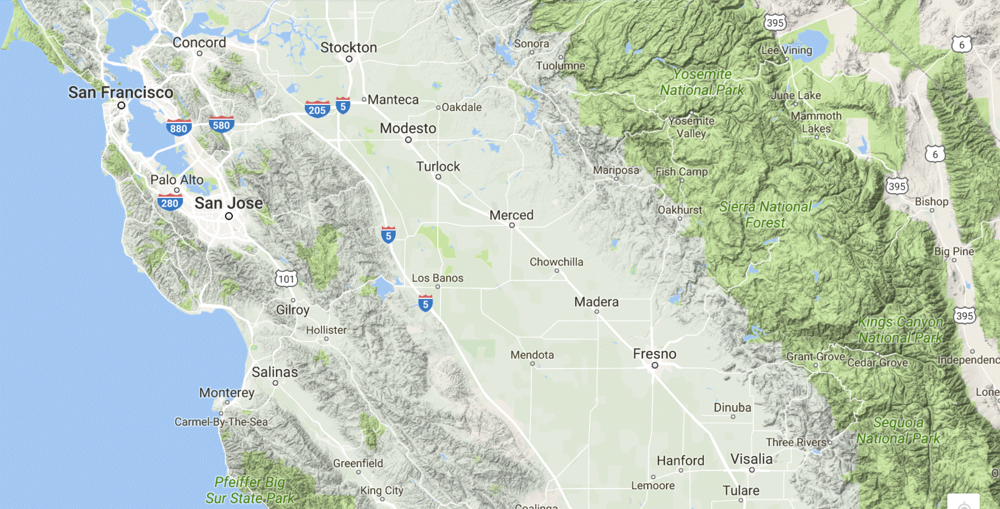 395
6
Concord
Stockton
Sonora
Lee Vining
Tuolumne
Yosemite
National Park
San Francisco
Manteca
June Lake
205
5
Oakdale
880
580
Modesto
Mammoth
Lakes
Yosemite
Valley
6
Turlock
Mariposa
Fish Camp
Palo Alto
395
280
San Jose
Bishop
Sierra National
Forest
Merced
Oakhurst
5
Big Pine
Chowchilla
101
Los Banos
5
Madera
Gilroy
395
Kings Canyon
National Park
Hollister
Mendota
Fresno
Grant Grove
Cedar Grove
Independenc
Salinas
Monterey
Lone
Dinuba
Carmel-By-The-Sea
Sequoia
National Park
Three Rivers
Greenfield
Hanford
Visalia
Pfeiffer Big
Sur State Park
Lemoore
King City
Tulare
Coalinga